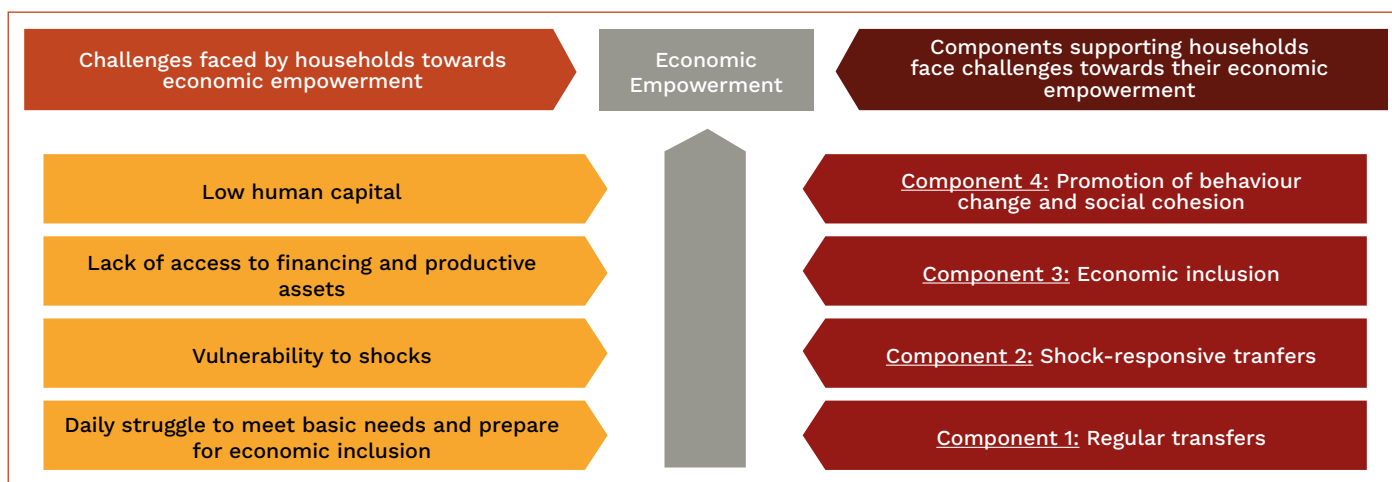 Challenges faced by households towards
economic empowerment
Economic
Empowerment
Components supporting households
face challenges towards their economic
empowerment
Low human capital
Component 4: Promotion of behaviour
change and social cohesion
Lack of access to financing and productive
assets
Component 3: Economic inclusion
Vulnerability to shocks
Component 2: Shock-responsive tranfers
Daily struggle to meet basic needs and prepare
for economic inclusion
Component 1: Regular transfers